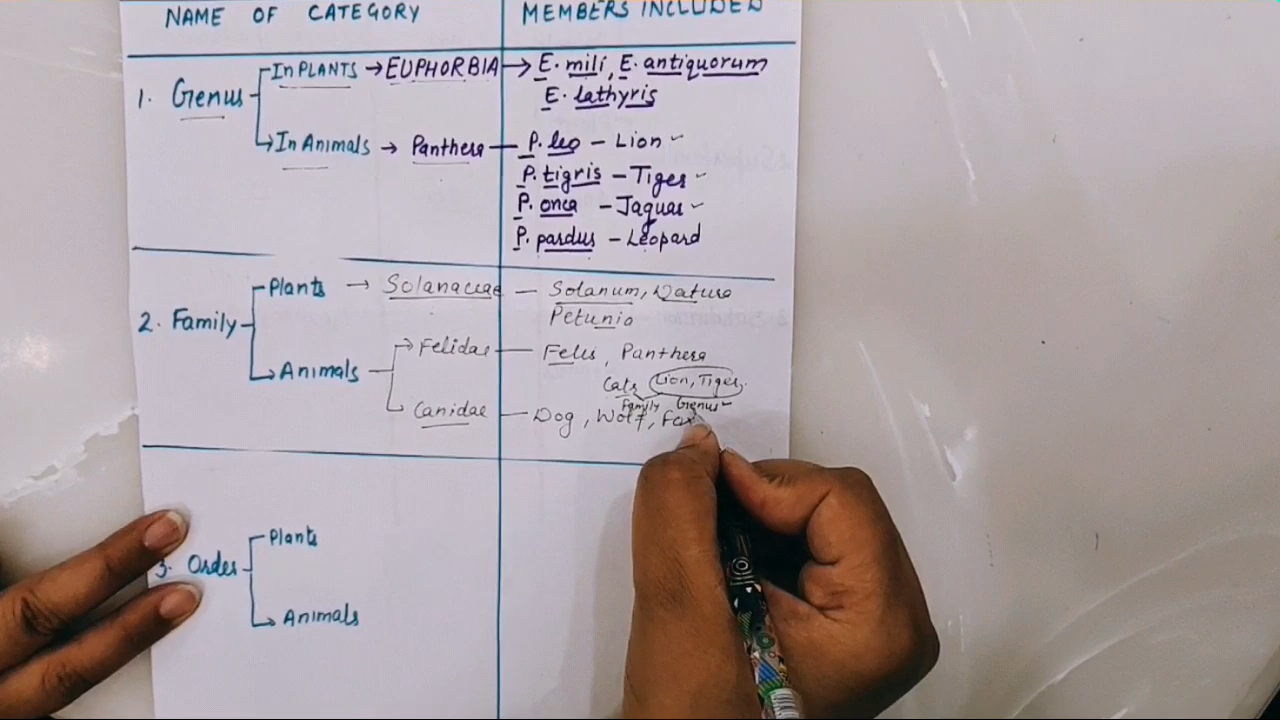 NAME OF CATEGORY MEMBERS INCLUDED
1. Genus In PLANTS → EUPHORBIA → E. mili, E. antiquorum
E. lathyris
In Animals → Panthera — P. leo – Lion
P. tigris – Tiger
P. onca – Jaguar
P. pardus – Leopard
2. Family Plants → Solanaceae – Solanum, Datura
Petunio
Animals Felidae — Felis, Panthera
Cats Lion, Tiger.
Family Genus
Canidae — Dog, Wolf, Fox
3. Order Plants
Animals